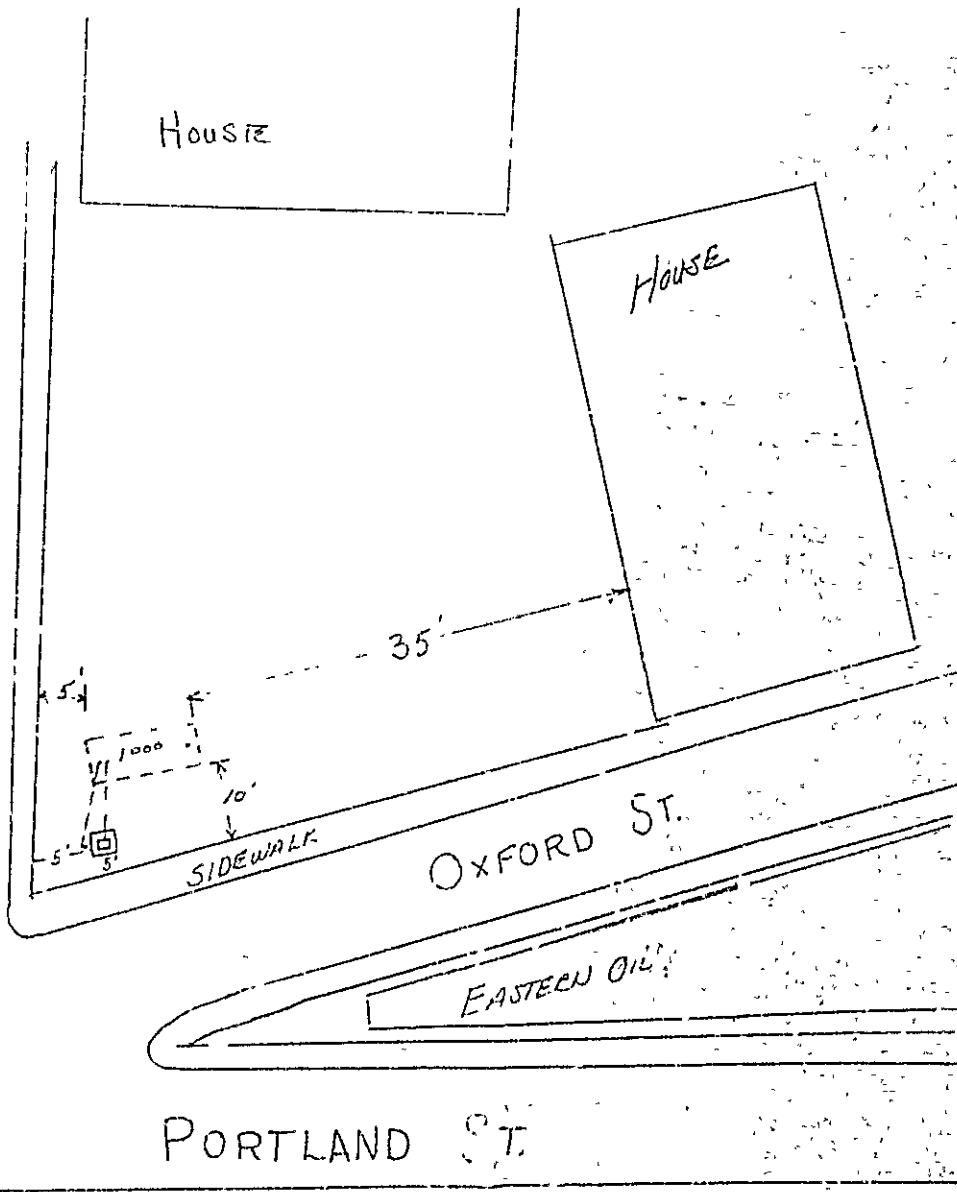 HOUSE
HOUSE
35'
5'
1000
10'
5'
5'
SIDEWALK
OXFORD ST.
EASTERN OIL
PORTLAND ST.